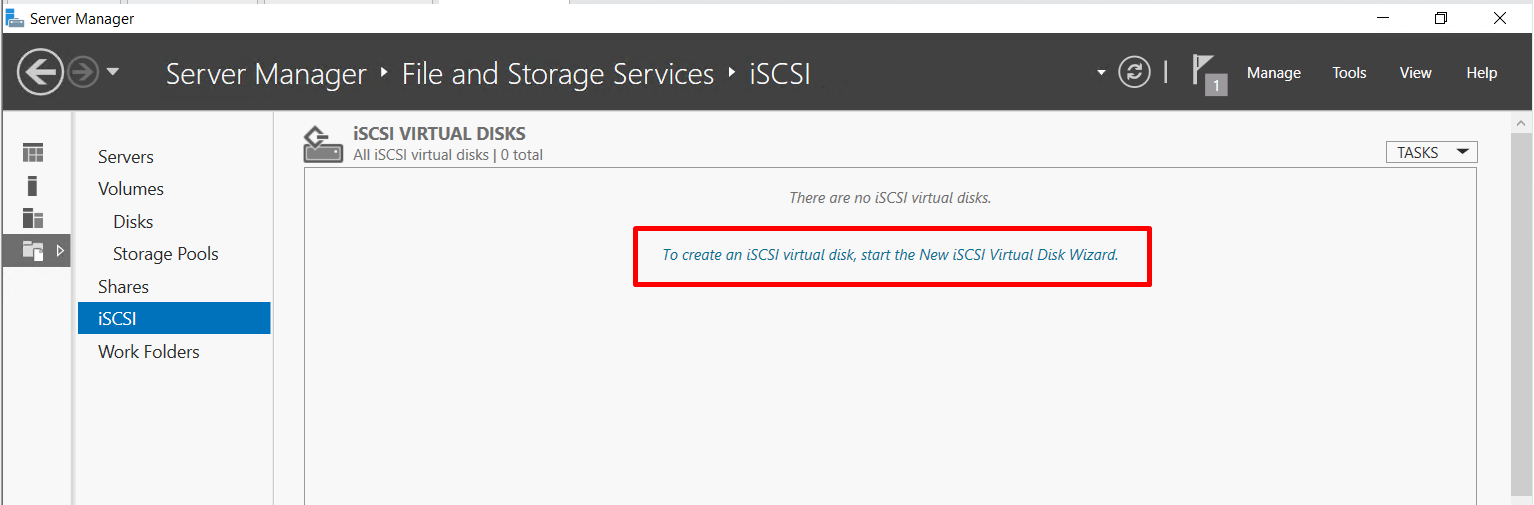 Server Manager
Server Manager ‣ File and Storage Services ‣ iSCSI
1
Manage
Tools
View
Help
Servers
Volumes
Disks
Storage Pools
Shares
iSCSI
Work Folders
iSCSI VIRTUAL DISKS
All iSCSI virtual disks | 0 total
TASKS
There are no iSCSI virtual disks.
To create an iSCSI virtual disk, start the New iSCSI Virtual Disk Wizard.